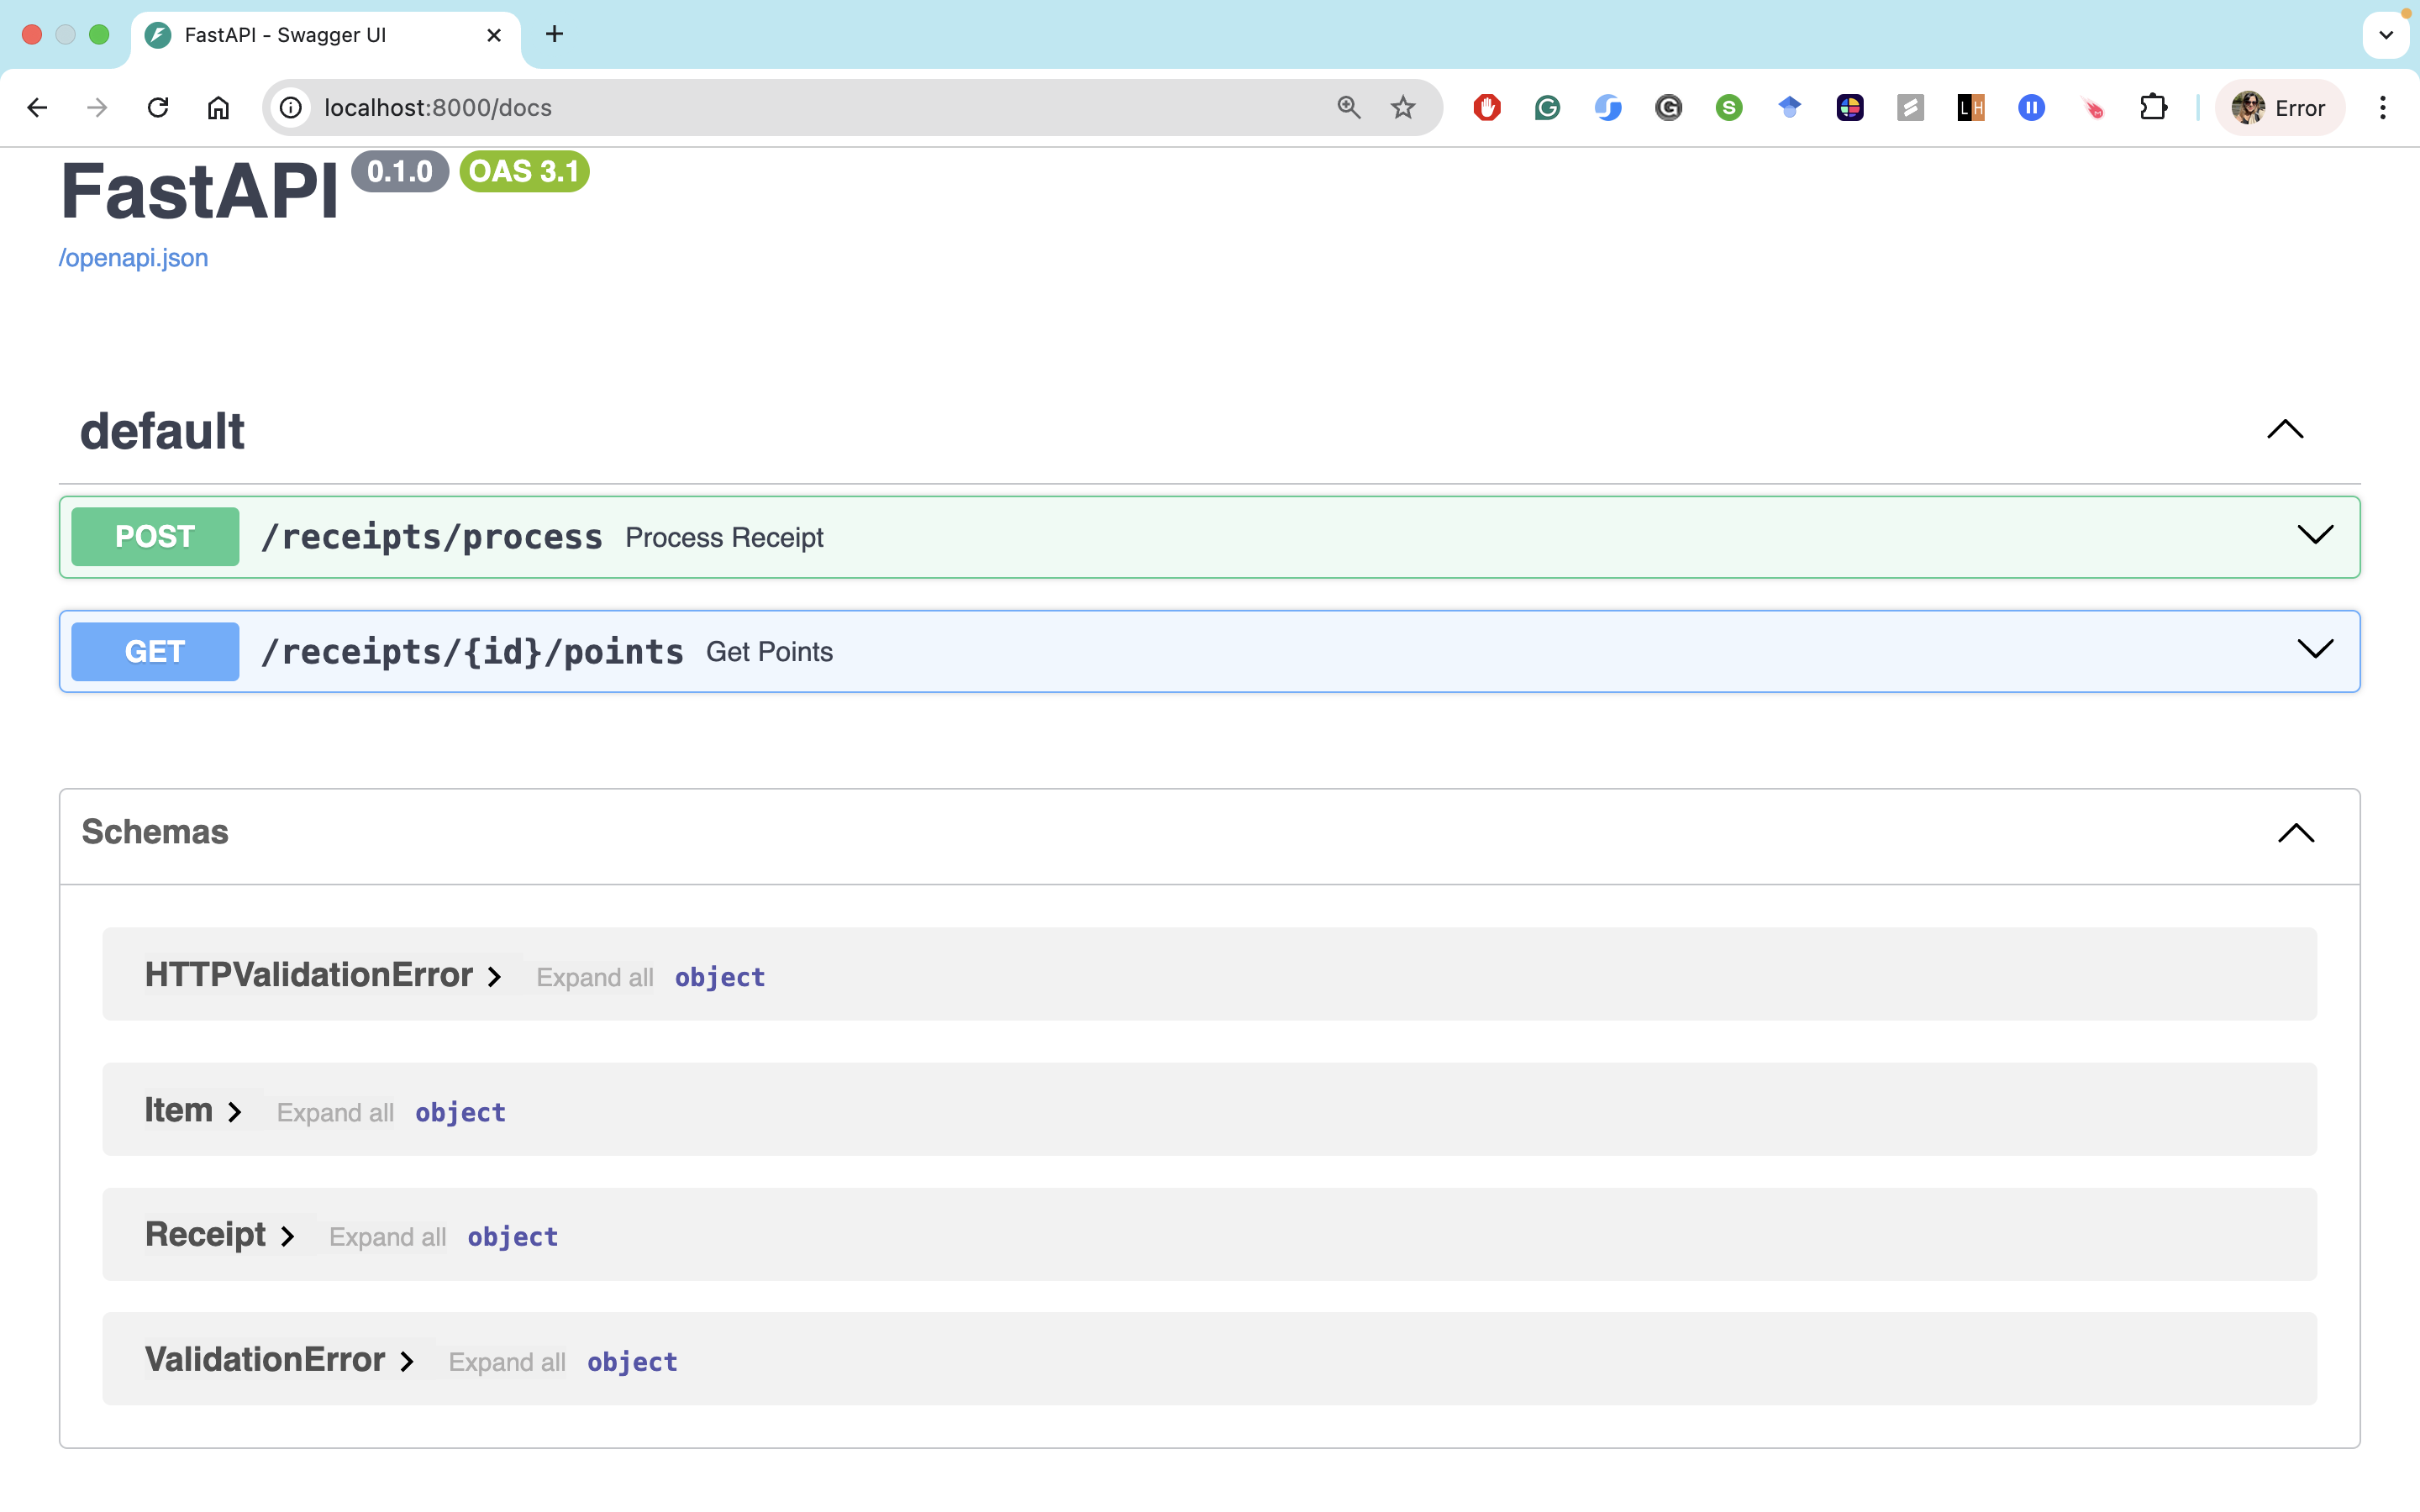 FastAPI - Swagger UI
localhost:8000/docs
Error
FastAPI 0.1.0 OAS 3.1
/openapi.json
default
POST /receipts/process Process Receipt
GET /receipts/{id}/points Get Points
Schemas
HTTPValidationError Expand all object
Item Expand all object
Receipt Expand all object
ValidationError Expand all object